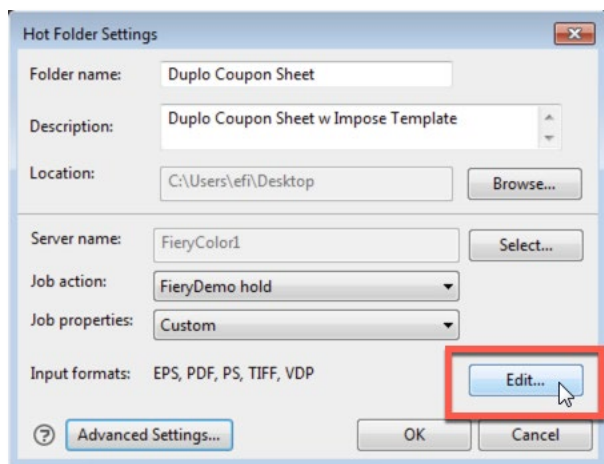 Hot Folder Settings
Folder name: Duplo Coupon Sheet
Description: Duplo Coupon Sheet w Impose Template
Location: C:\Users\efi\Desktop Browse...
Server name: FieryColor1 Select...
Job action: FieryDemo hold
Job properties: Custom
Input formats: EPS, PDF, PS, TIFF, VDP Edit...
? Advanced Settings... OK Cancel